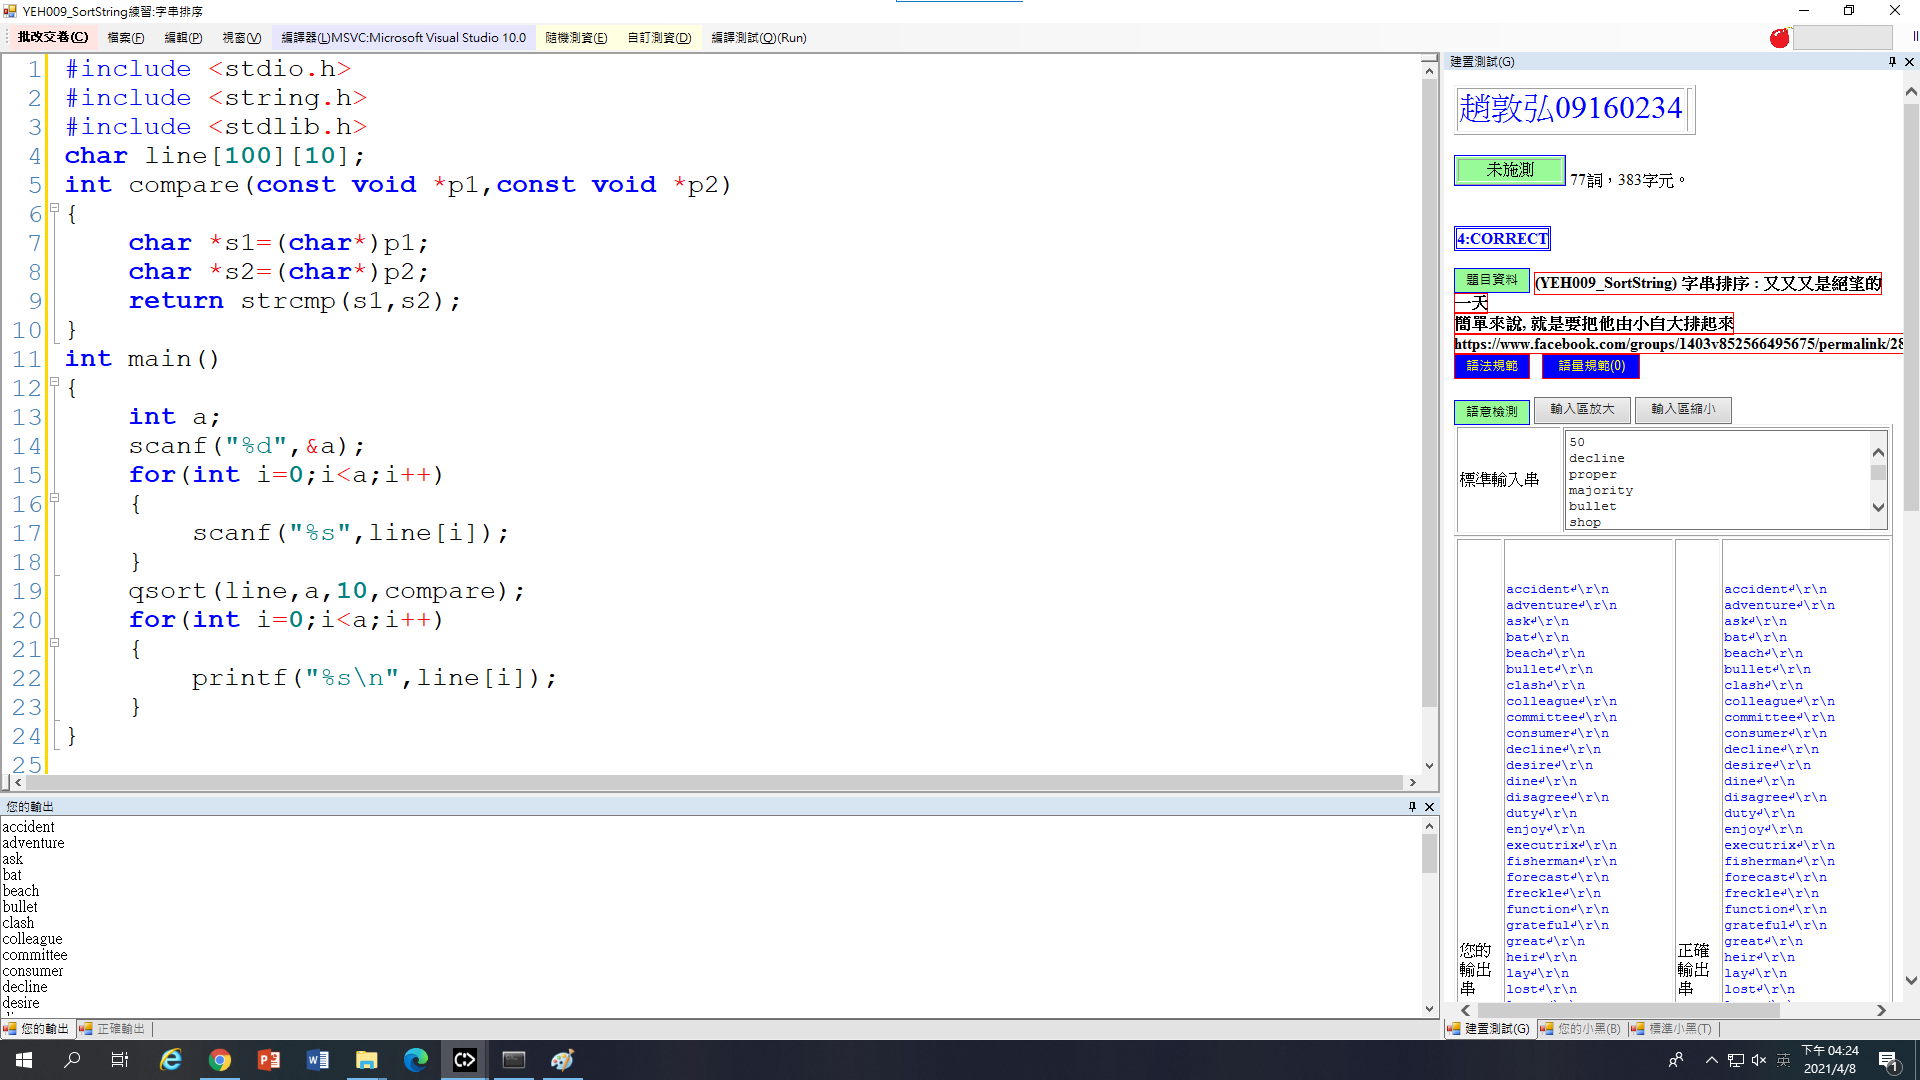 YEH009_SortString練習:字串排序
批改交卷(C) 檔案(F) 編輯(P) 視窗(V) 編譯器(L)MSVC:Microsoft Visual Studio 10.0 隨機測資(E) 自訂測資(D) 編譯測試(Q)(Run)
1 #include <stdio.h>
2 #include <string.h>
3 #include <stdlib.h>
4 char line[100][10];
5 int compare(const void *p1,const void *p2)
6 {
7 char *s1=(char*)p1;
8 char *s2=(char*)p2;
9 return strcmp(s1,s2);
10 }
11 int main()
12 {
13 int a;
14 scanf("%d",&a);
15 for(int i=0;i<a;i++)
16 {
17 scanf("%s",line[i]);
18 }
19 qsort(line,a,10,compare);
20 for(int i=0;i<a;i++)
21 {
22 printf("%s\n",line[i]);
23 }
24 }
25
您的輸出
accident
adventure
ask
bat
beach
bullet
clash
colleague
committee
consumer
decline
desire
您的輸出 正確輸出
建置測試(G)
趙敦弘09160234
未施測 77詞，383字元。
4:CORRECT
題目資料 (YEH009_SortString) 字串排序 : 又又又是絕望的
一天
簡單來說, 就是要把他由小自大排起來
https://www.facebook.com/groups/1403v852566495675/permalink/28
語法規範 語量規範(0)
語意檢測 輸入區放大 輸入區縮小
標準輸入串
50
decline
proper
majority
bullet
shop
您的輸出串
accident↲\r\n
adventure↲\r\n
ask↲\r\n
bat↲\r\n
beach↲\r\n
bullet↲\r\n
clash↲\r\n
colleague↲\r\n
committee↲\r\n
consumer↲\r\n
decline↲\r\n
desire↲\r\n
dine↲\r\n
disagree↲\r\n
duty↲\r\n
enjoy↲\r\n
executrix↲\r\n
fisherman↲\r\n
forecast↲\r\n
freckle↲\r\n
function↲\r\n
grateful↲\r\n
great↲\r\n
heir↲\r\n
lay↲\r\n
lost↲\r\n
正確輸出串
accident↲\r\n
adventure↲\r\n
ask↲\r\n
bat↲\r\n
beach↲\r\n
bullet↲\r\n
clash↲\r\n
colleague↲\r\n
committee↲\r\n
consumer↲\r\n
decline↲\r\n
desire↲\r\n
dine↲\r\n
disagree↲\r\n
duty↲\r\n
enjoy↲\r\n
executrix↲\r\n
fisherman↲\r\n
forecast↲\r\n
freckle↲\r\n
function↲\r\n
grateful↲\r\n
great↲\r\n
heir↲\r\n
lay↲\r\n
lost↲\r\n
建置測試(G) 您的小黑(B) 標準小黑(T)
英 下午 04:24
2021/4/8
1